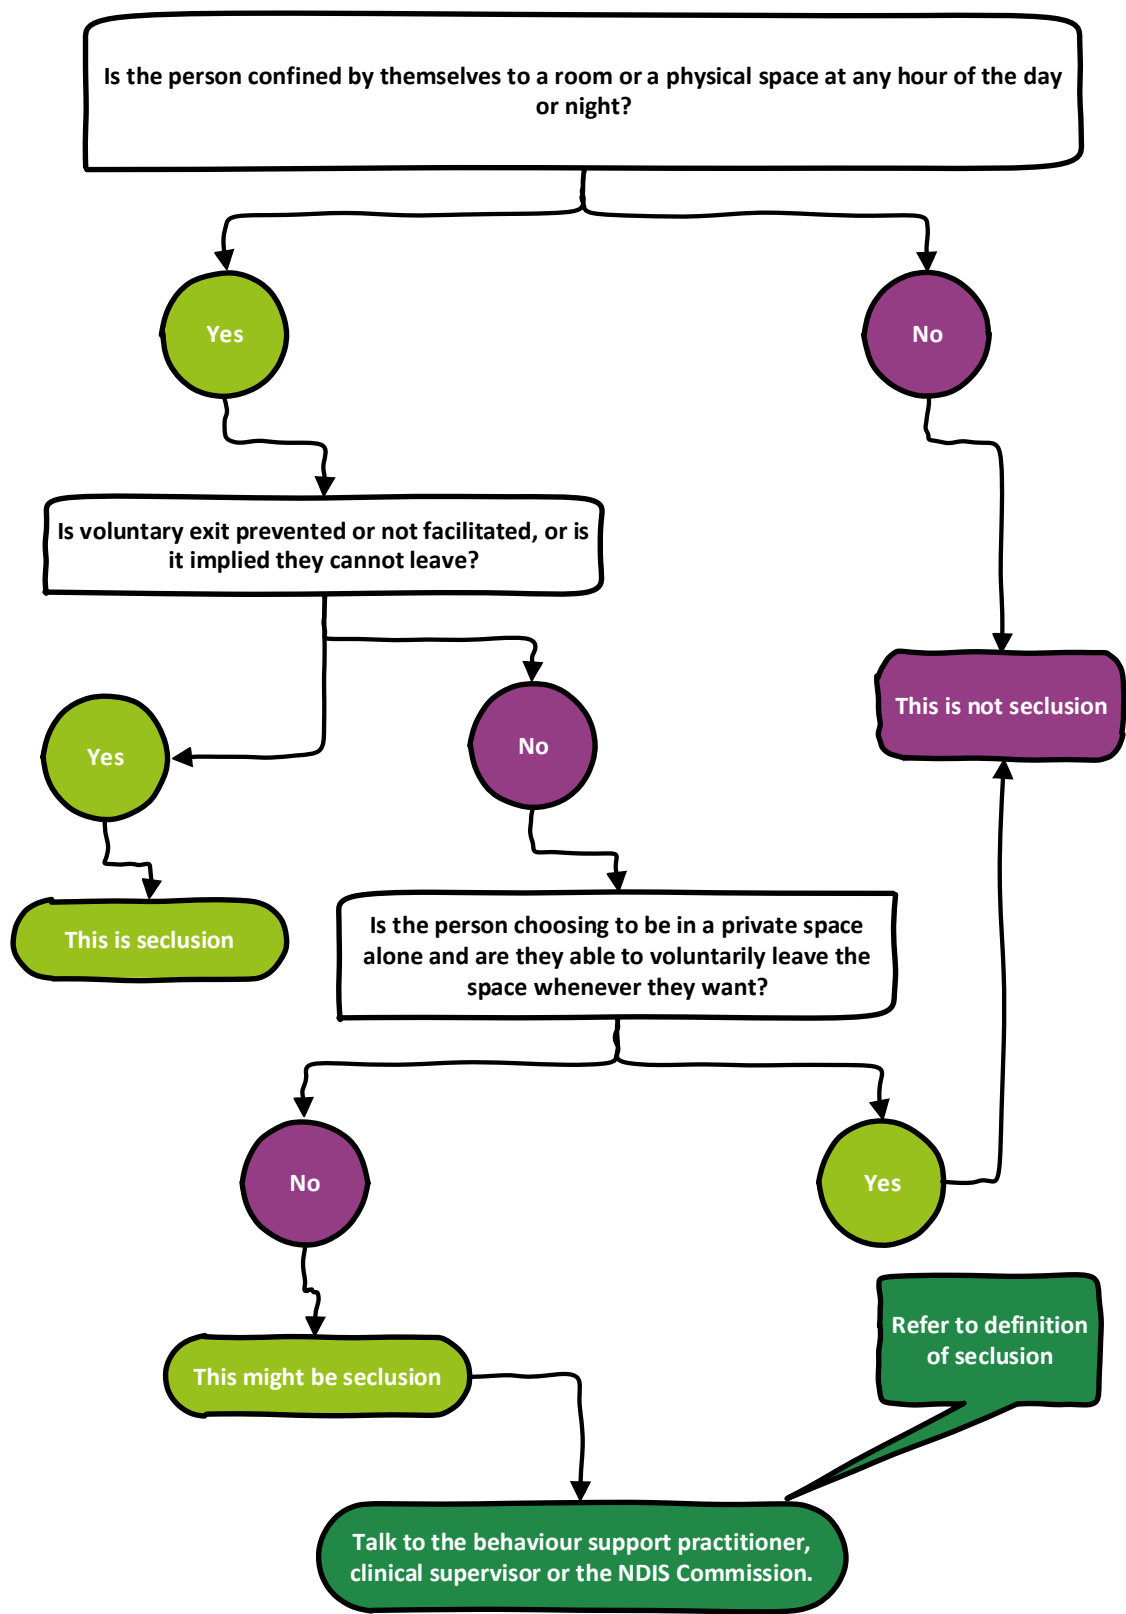 Is the person confined by themselves to a room or a physical space at any hour of the day
or night?
Yes
No
Is voluntary exit prevented or not facilitated, or is
it implied they cannot leave?
This is not seclusion
Yes
No
This is seclusion
Is the person choosing to be in a private space
alone and are they able to voluntarily leave the
space whenever they want?
No
Yes
Refer to definition
of seclusion
This might be seclusion
Talk to the behaviour support practitioner,
clinical supervisor or the NDIS Commission.